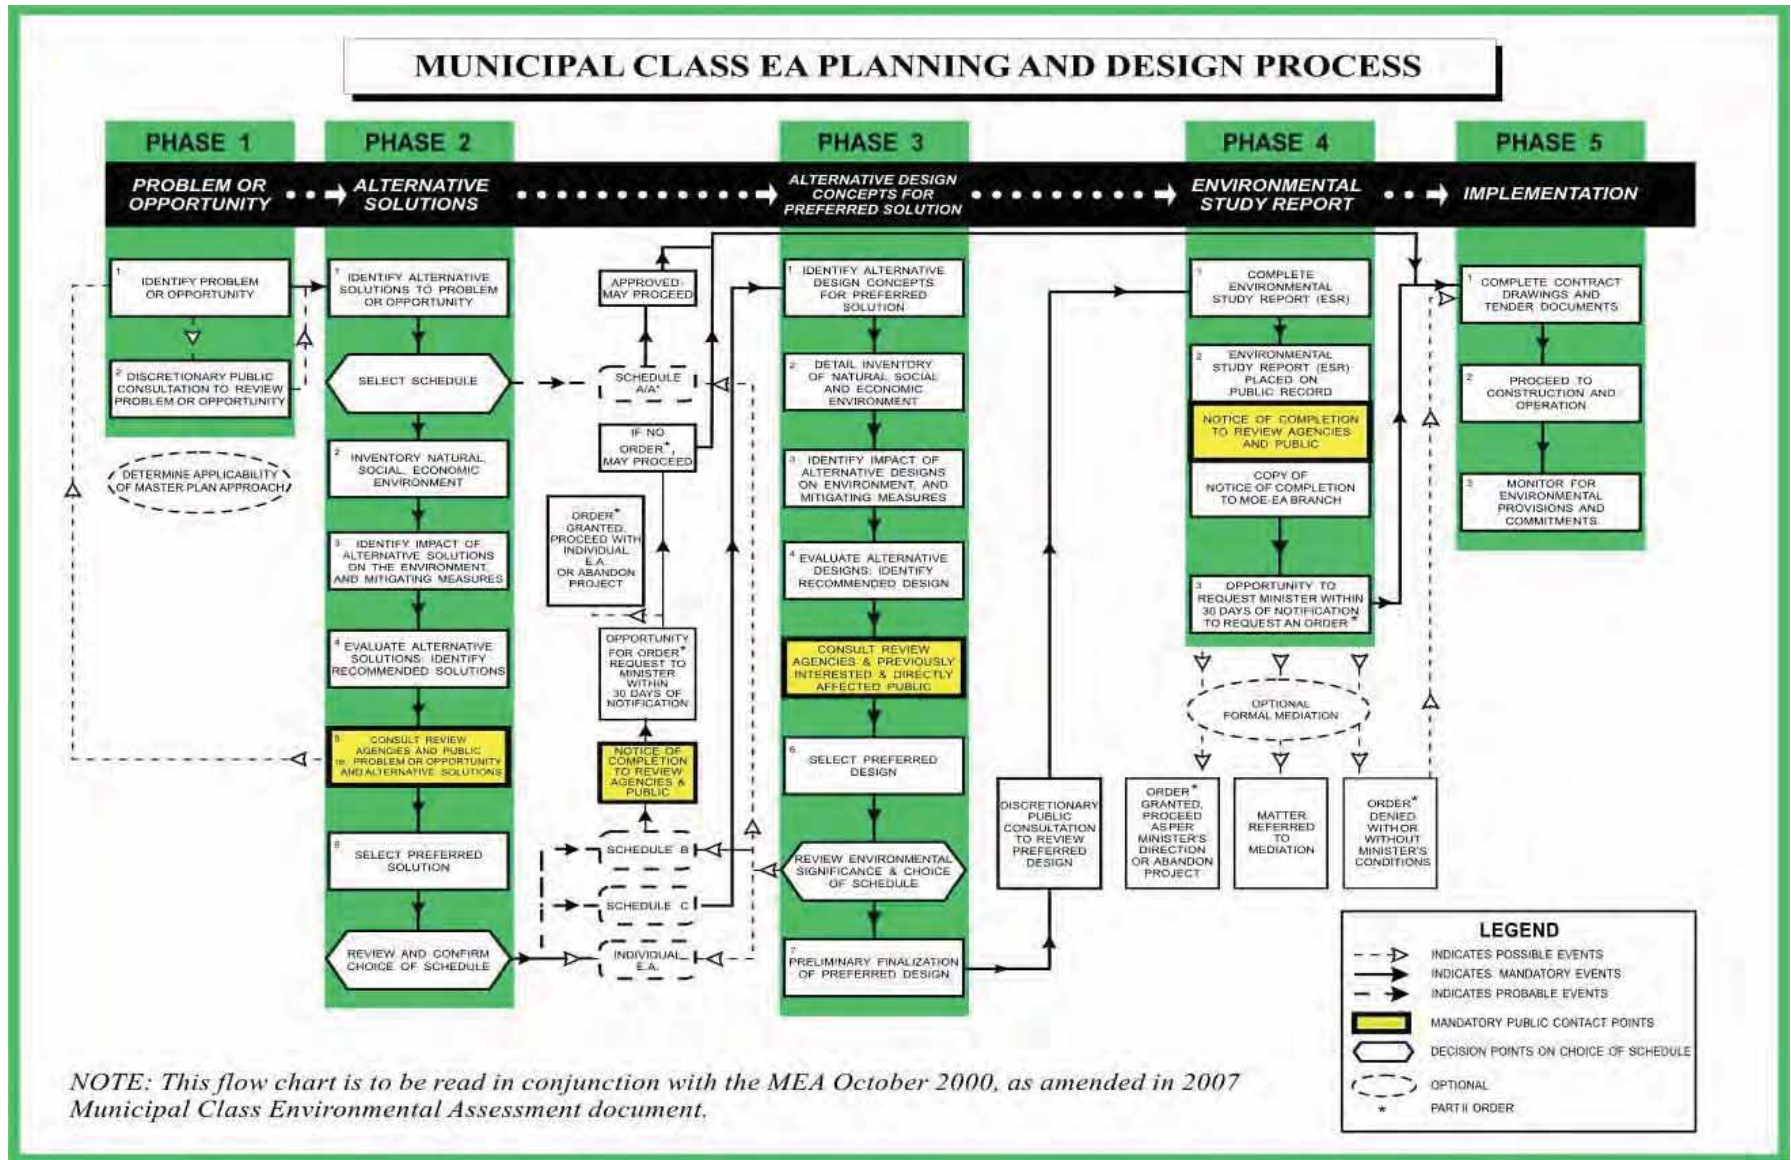 MUNICIPAL CLASS EA PLANNING AND DESIGN PROCESS
PHASE 1
PROBLEM OR
OPPORTUNITY
1
IDENTIFY PROBLEM
OR OPPORTUNITY
2
DISCRETIONARY PUBLIC
CONSULTATION TO REVIEW
PROBLEM OR OPPORTUNITY
DETERMINE APPLICABILITY
OF MASTER PLAN APPROACH
PHASE 2
ALTERNATIVE
SOLUTIONS
1
IDENTIFY ALTERNATIVE
SOLUTIONS TO PROBLEM
OR OPPORTUNITY
SELECT SCHEDULE
2
INVENTORY NATURAL,
SOCIAL, ECONOMIC
ENVIRONMENT
3
IDENTIFY IMPACT OF
ALTERNATIVE SOLUTIONS
ON THE ENVIRONMENT,
AND MITIGATING MEASURES
4
EVALUATE ALTERNATIVE
SOLUTIONS: IDENTIFY
RECOMMENDED SOLUTIONS
5
CONSULT REVIEW
AGENCIES AND PUBLIC
re: PROBLEM OR OPPORTUNITY
AND ALTERNATIVE SOLUTIONS
6
SELECT PREFERRED
SOLUTION
REVIEW AND CONFIRM
CHOICE OF SCHEDULE
APPROVED-
MAY PROCEED
SCHEDULE
A/A+
IF NO
ORDER*,
MAY PROCEED
ORDER*
GRANTED,
PROCEED WITH
INDIVIDUAL
E.A.
OR ABANDON
PROJECT
OPPORTUNITY
FOR ORDER*
REQUEST TO
MINISTER
WITHIN
30 DAYS OF
NOTIFICATION
NOTICE OF
COMPLETION
TO REVIEW
AGENCIES &
PUBLIC
SCHEDULE B
SCHEDULE C
INDIVIDUAL
E.A.
PHASE 3
ALTERNATIVE DESIGN
CONCEPTS FOR
PREFERRED SOLUTION
1
IDENTIFY ALTERNATIVE
DESIGN CONCEPTS
FOR PREFERRED
SOLUTION
2
DETAIL INVENTORY
OF NATURAL SOCIAL
AND ECONOMIC
ENVIRONMENT
3
IDENTIFY IMPACT OF
ALTERNATIVE DESIGNS
ON ENVIRONMENT, AND
MITIGATING MEASURES
4
EVALUATE ALTERNATIVE
DESIGNS: IDENTIFY
RECOMMENDED DESIGN
CONSULT REVIEW
AGENCIES & PREVIOUSLY
INTERESTED & DIRECTLY
AFFECTED PUBLIC
6
SELECT PREFERRED
DESIGN
REVIEW ENVIRONMENTAL
SIGNIFICANCE & CHOICE
OF SCHEDULE
7
PRELIMINARY FINALIZATION
OF PREFERRED DESIGN
DISCRETIONARY
PUBLIC
CONSULTATION
TO REVIEW
PREFERRED
DESIGN
PHASE 4
ENVIRONMENTAL
STUDY REPORT
1
COMPLETE
ENVIRONMENTAL
STUDY REPORT (ESR)
2
ENVIRONMENTAL
STUDY REPORT (ESR)
PLACED ON
PUBLIC RECORD
NOTICE OF COMPLETION
TO REVIEW AGENCIES
AND PUBLIC
COPY OF
NOTICE OF COMPLETION
TO MOE-EA BRANCH
3
OPPORTUNITY TO
REQUEST MINISTER WITHIN
30 DAYS OF NOTIFICATION
TO REQUEST AN ORDER*
OPTIONAL
FORMAL MEDIATION
ORDER*
GRANTED,
PROCEED
AS PER
MINISTER'S
DIRECTION
OR ABANDON
PROJECT
MATTER
REFERRED
TO
MEDIATION
ORDER*
DENIED
WITH OR
WITHOUT
MINISTER'S
CONDITIONS
PHASE 5
IMPLEMENTATION
1
COMPLETE CONTRACT
DRAWINGS AND
TENDER DOCUMENTS
2
PROCEED TO
CONSTRUCTION AND
OPERATION
3
MONITOR FOR
ENVIRONMENTAL
PROVISIONS AND
COMMITMENTS
LEGEND
INDICATES POSSIBLE EVENTS
INDICATES MANDATORY EVENTS
INDICATES PROBABLE EVENTS
MANDATORY PUBLIC CONTACT POINTS
DECISION POINTS ON CHOICE OF SCHEDULE
OPTIONAL
* PART II ORDER
NOTE: This flow chart is to be read in conjunction with the MEA October 2000, as amended in 2007
Municipal Class Environmental Assessment document.